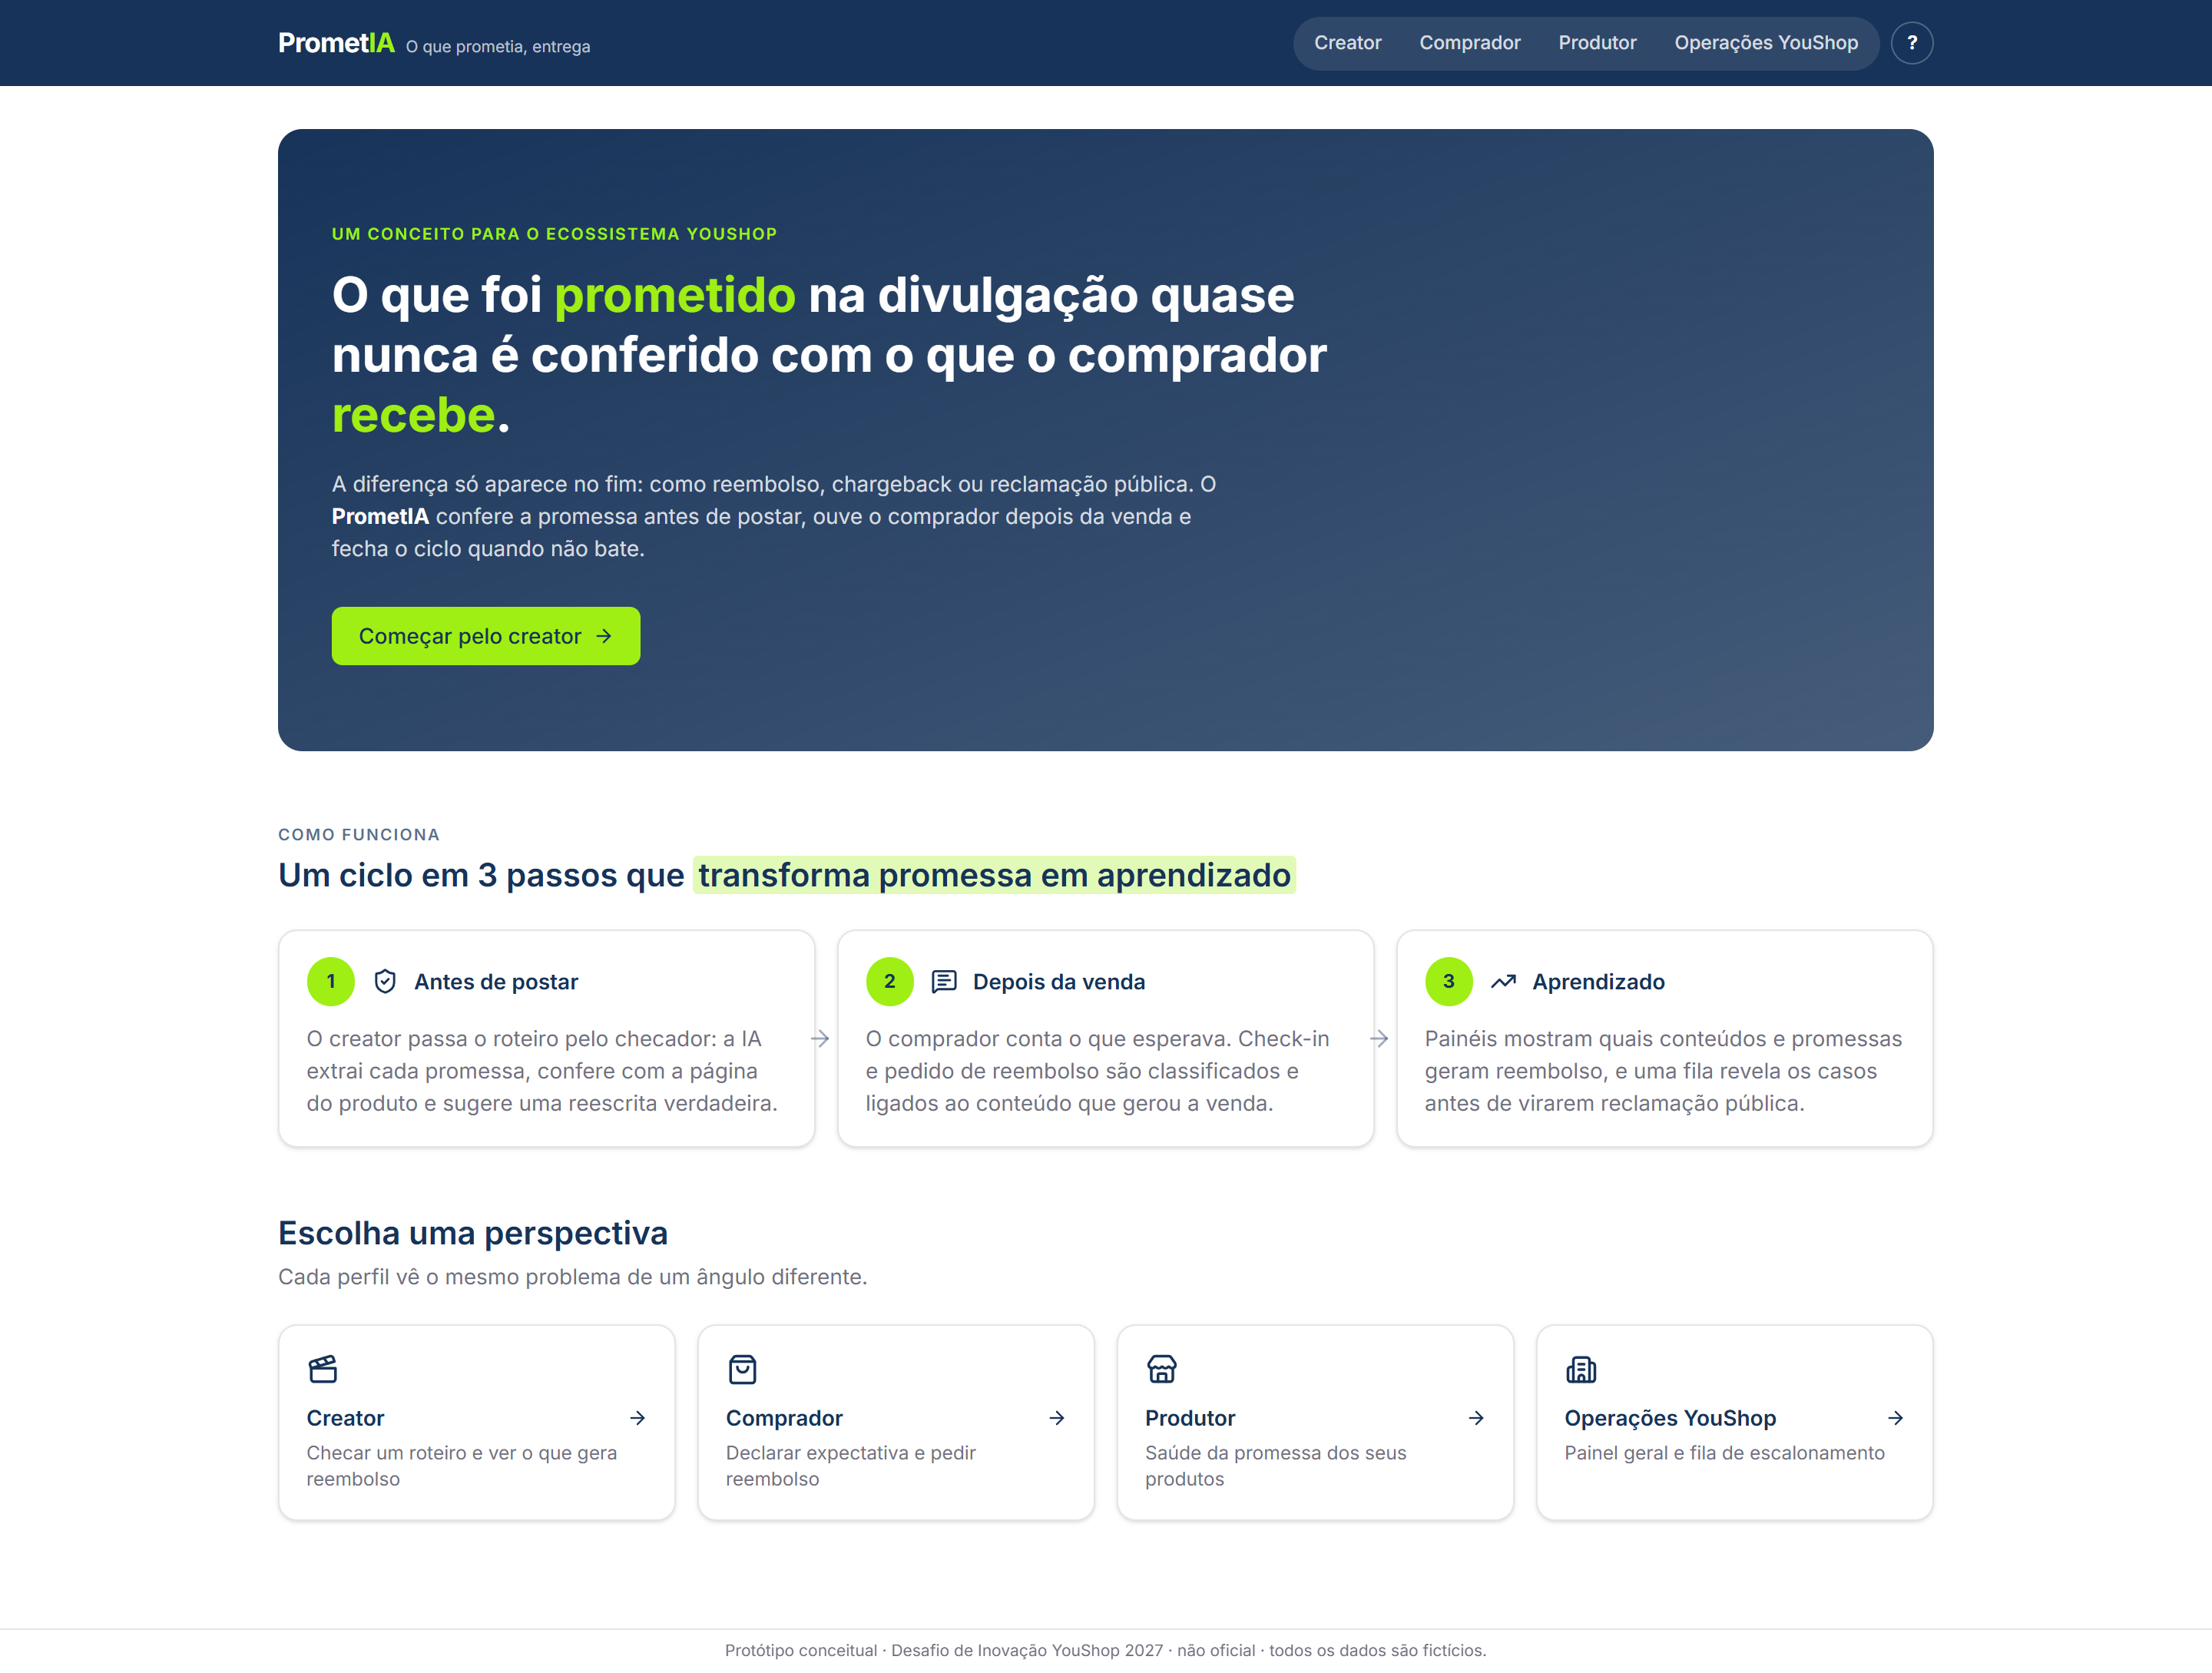 PrometIA O que prometia, entrega
Creator Comprador Produtor Operações YouShop ?
UM CONCEITO PARA O ECOSSISTEMA YOUSHOP
O que foi prometido na divulgação quase
nunca é conferido com o que o comprador
recebe.
A diferença só aparece no fim: como reembolso, chargeback ou reclamação pública. O
PrometIA confere a promessa antes de postar, ouve o comprador depois da venda e
fecha o ciclo quando não bate.
Começar pelo creator →
COMO FUNCIONA
Um ciclo em 3 passos que transforma promessa em aprendizado
1 Antes de postar
O creator passa o roteiro pelo checador: a IA
extrai cada promessa, confere com a página
do produto e sugere uma reescrita verdadeira.
2 Depois da venda
O comprador conta o que esperava. Check-in
e pedido de reembolso são classificados e
ligados ao conteúdo que gerou a venda.
3 Aprendizado
Painéis mostram quais conteúdos e promessas
geram reembolso, e uma fila revela os casos
antes de virarem reclamação pública.
Escolha uma perspectiva
Cada perfil vê o mesmo problema de um ângulo diferente.
Creator →
Checar um roteiro e ver o que gera
reembolso
Comprador →
Declarar expectativa e pedir
reembolso
Produtor →
Saúde da promessa dos seus
produtos
Operações YouShop →
Painel geral e fila de escalonamento
Protótipo conceitual · Desafio de Inovação YouShop 2027 · não oficial · todos os dados são fictícios.